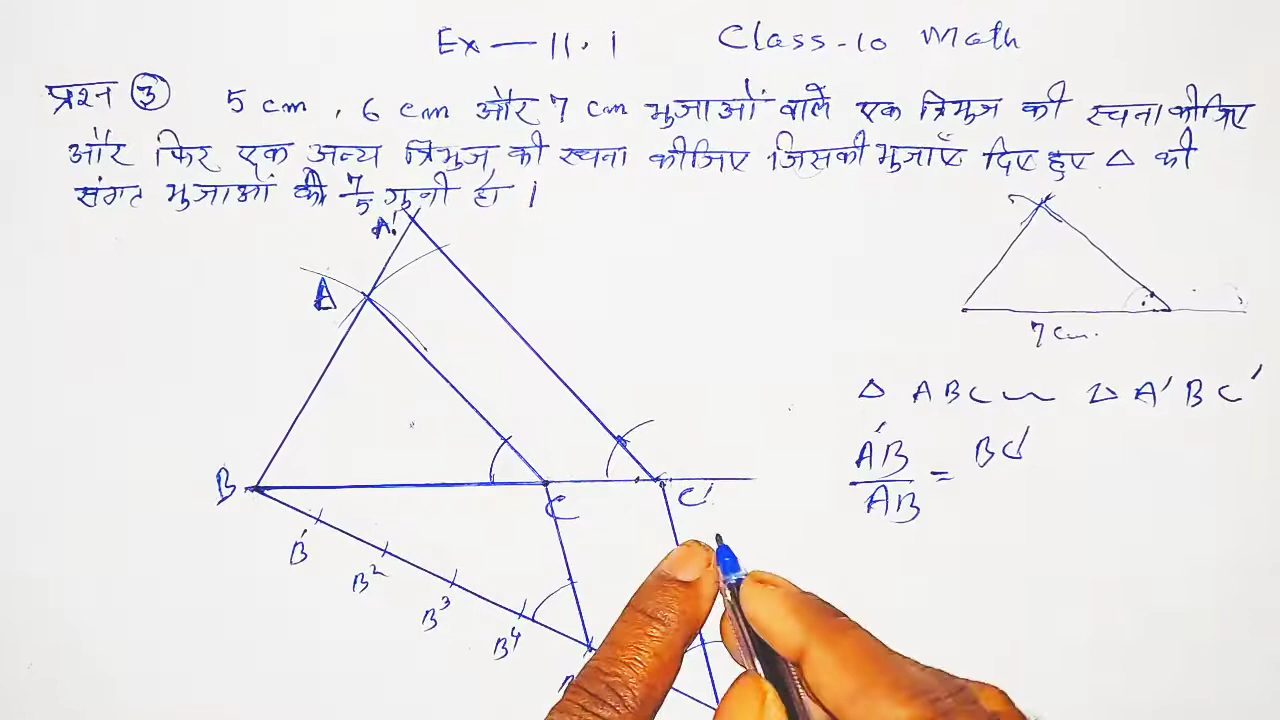 Ex — 11.1 Class-10 Math
प्रश्न ③ 5 cm, 6 cm और 7 cm भुजाओं वाले एक त्रिभुज की रचना कीजिए
और फिर एक अन्य त्रिभुज की रचना कीजिए जिसकी भुजाएँ दिए हुए △ की
संगत भुजाओं की 7/5 गुनी हों ।
A'
A
7 cm.
△ ABC ~ △ A'BC'
A'B/AB = BC'
B
C
C'
B'
B²
B³
B⁴